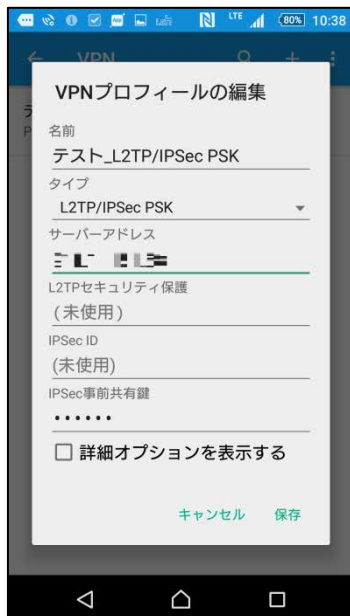 LTE 80% 10:38
VPN
VPNプロフィールの編集
名前
テスト_L2TP/IPSec PSK
タイプ
L2TP/IPSec PSK
サーバーアドレス
L2TPセキュリティ保護
(未使用)
IPSec ID
(未使用)
IPSec事前共有鍵
••••••
詳細オプションを表示する
キャンセル 保存